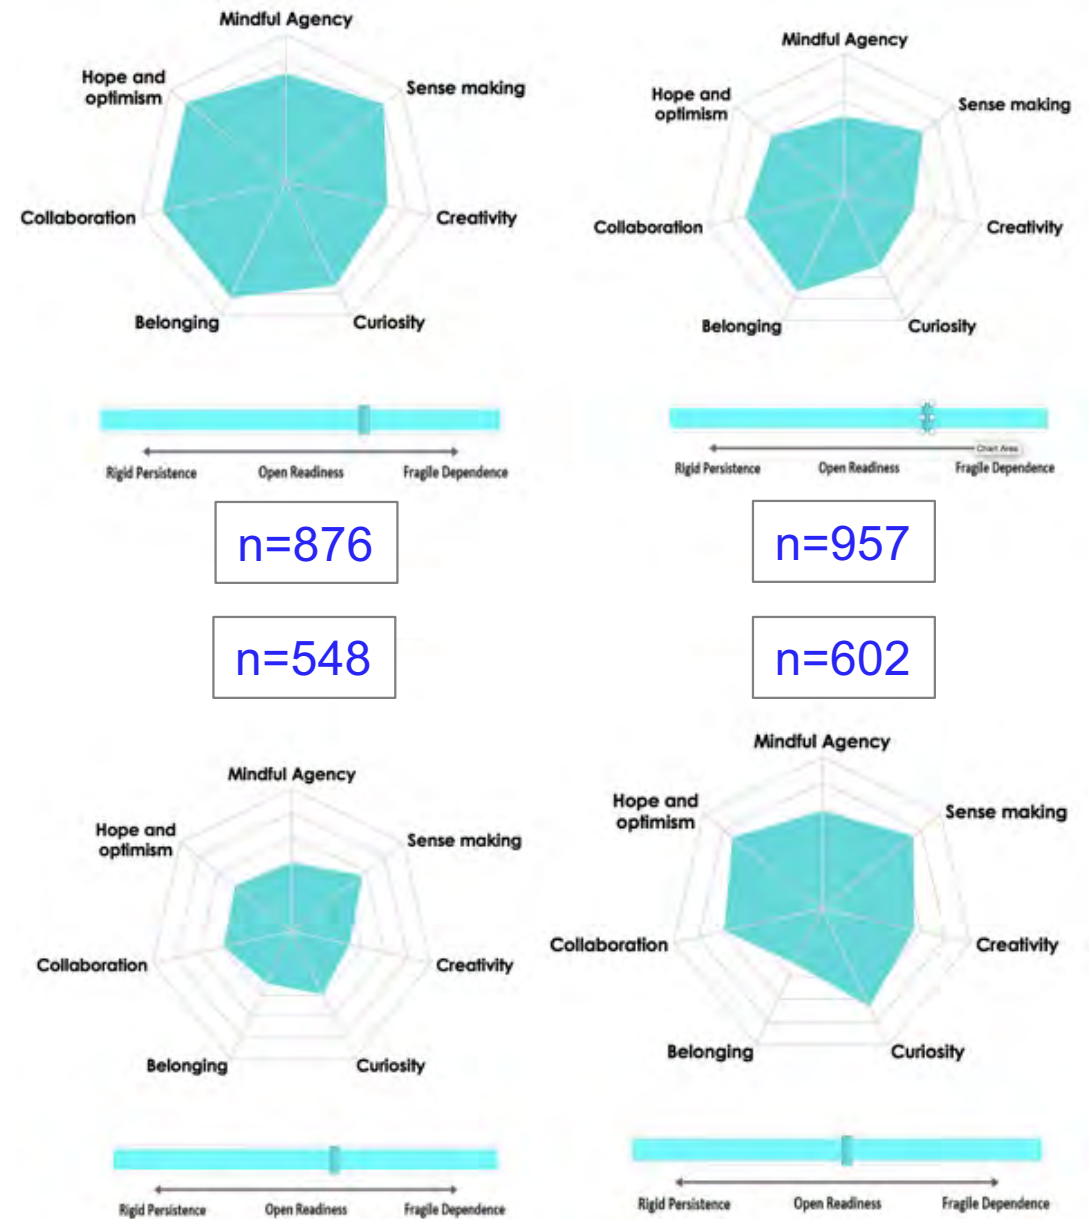 Mindful Agency
Hope and
optimism
Sense making
Collaboration
Creativity
Belonging
Curiosity
Rigid Persistence
Open Readiness
Fragile Dependence
n=876
Mindful Agency
Hope and
optimism
Sense making
Collaboration
Creativity
Belonging
Curiosity
Chart Area
Rigid Persistence
Open Readiness
Fragile Dependence
n=957
n=548
Mindful Agency
Hope and
optimism
Sense making
Collaboration
Creativity
Belonging
Curiosity
Rigid Persistence
Open Readiness
Fragile Dependence
n=602
Mindful Agency
Hope and
optimism
Sense making
Collaboration
Creativity
Belonging
Curiosity
Rigid Persistence
Open Readiness
Fragile Dependence